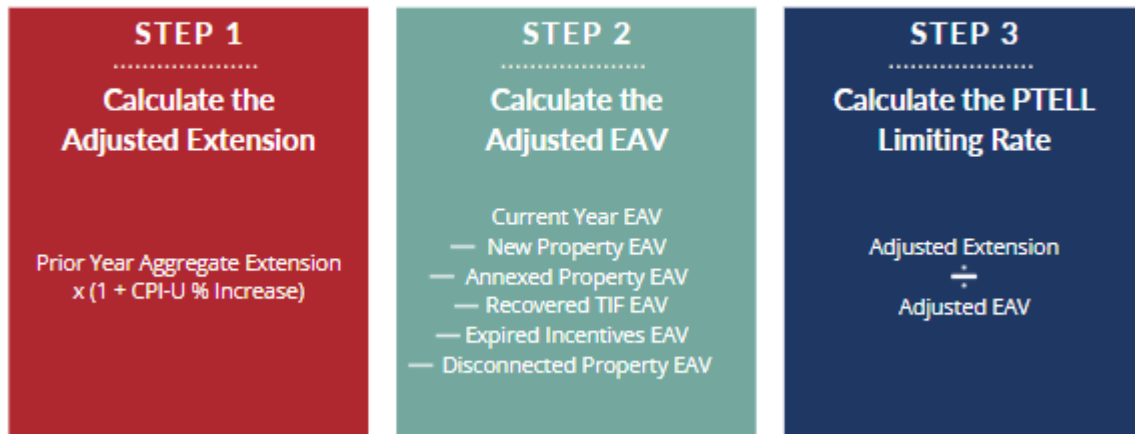 STEP 1
Calculate the
Adjusted Extension
Prior Year Aggregate Extension
x (1 + CPI-U % Increase)
STEP 2
Calculate the
Adjusted EAV
Current Year EAV
— New Property EAV
— Annexed Property EAV
— Recovered TIF EAV
— Expired Incentives EAV
— Disconnected Property EAV
STEP 3
Calculate the PTELL
Limiting Rate
Adjusted Extension
÷
Adjusted EAV